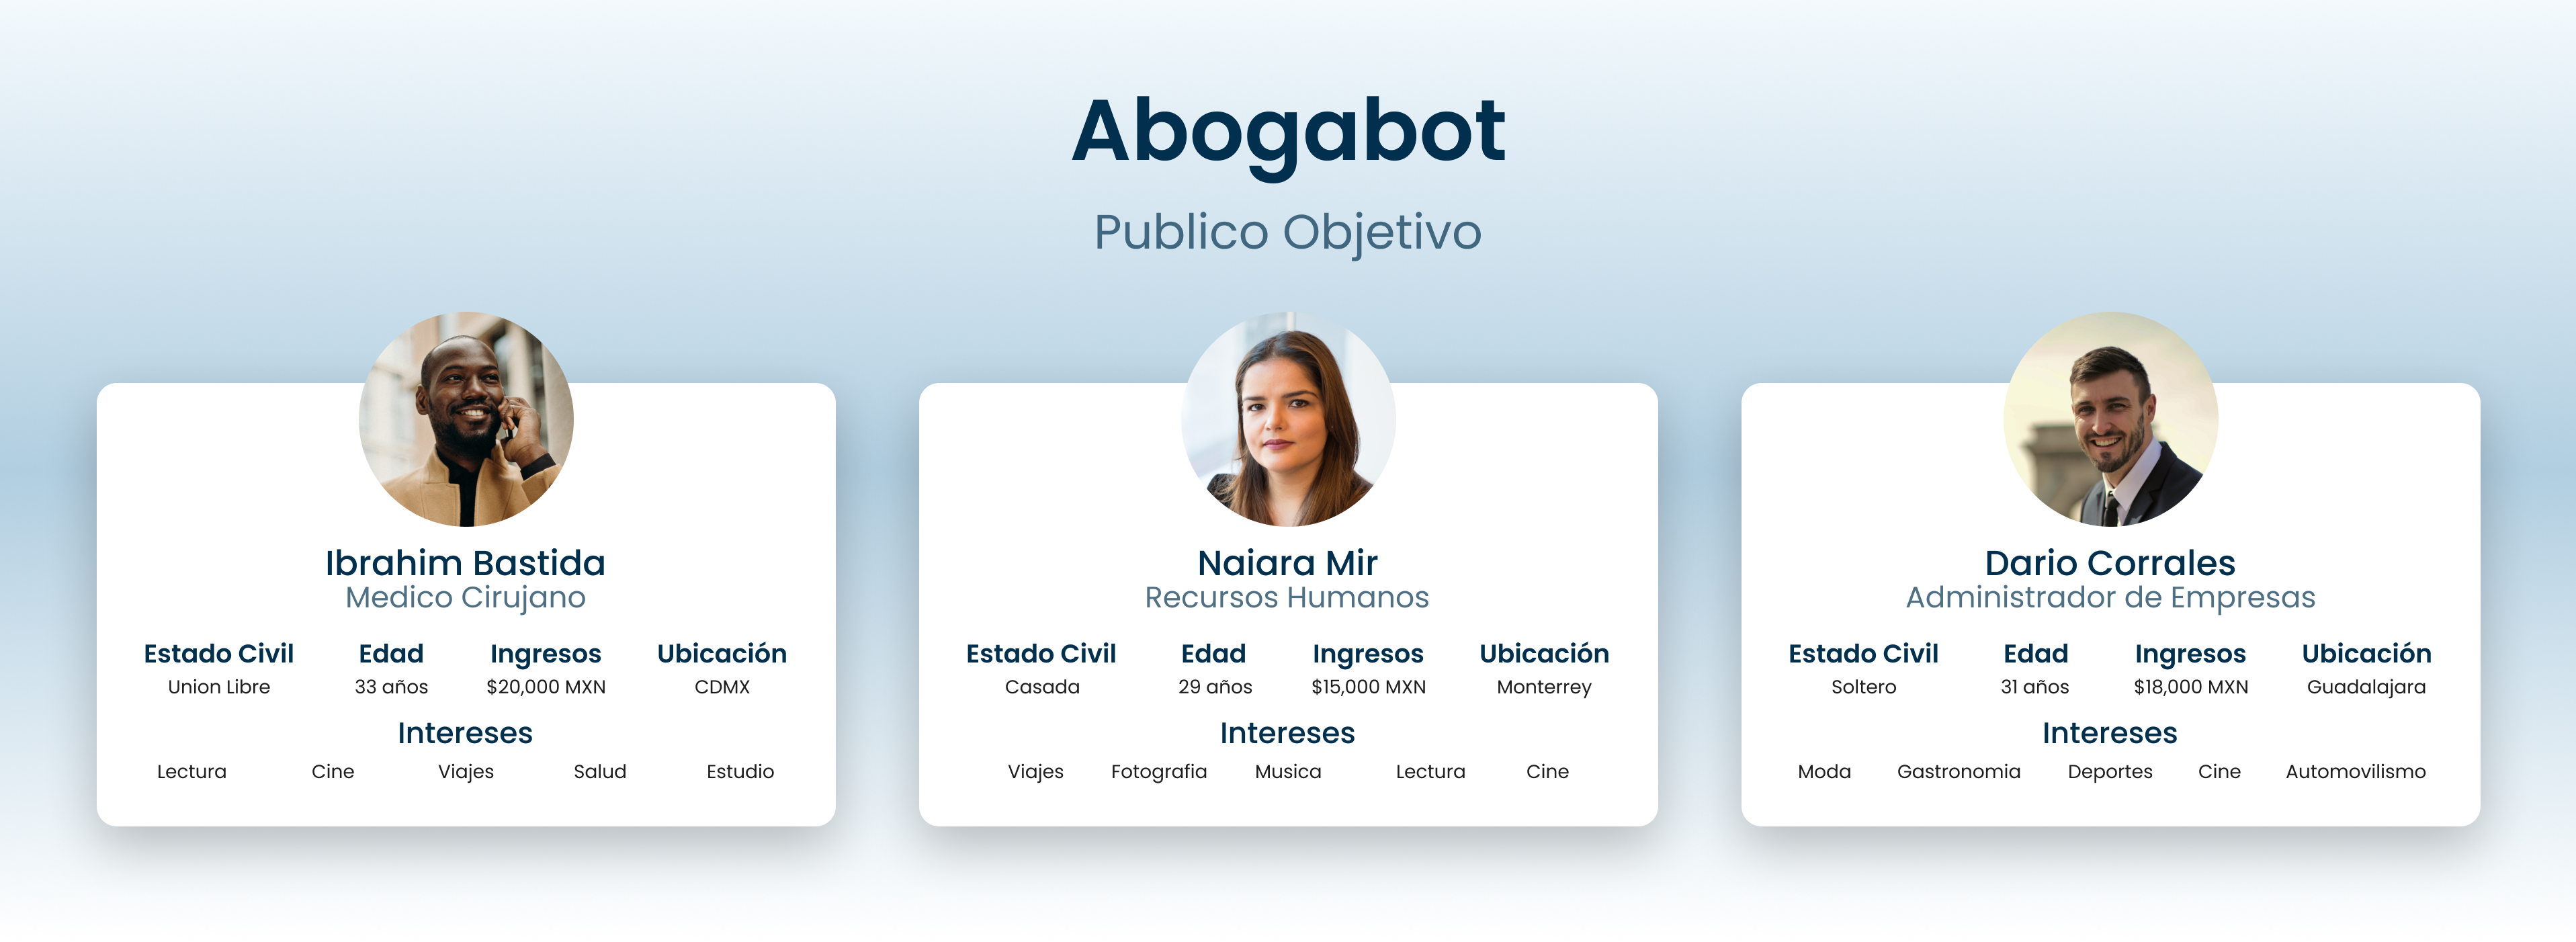 Abogabot
Publico Objetivo
Ibrahim Bastida
Medico Cirujano
Estado Civil Edad Ingresos Ubicación
Union Libre 33 años $20,000 MXN CDMX
Intereses
Lectura Cine Viajes Salud Estudio
Naiara Mir
Recursos Humanos
Estado Civil Edad Ingresos Ubicación
Casada 29 años $15,000 MXN Monterrey
Intereses
Viajes Fotografia Musica Lectura Cine
Dario Corrales
Administrador de Empresas
Estado Civil Edad Ingresos Ubicación
Soltero 31 años $18,000 MXN Guadalajara
Intereses
Moda Gastronomia Deportes Cine Automovilismo